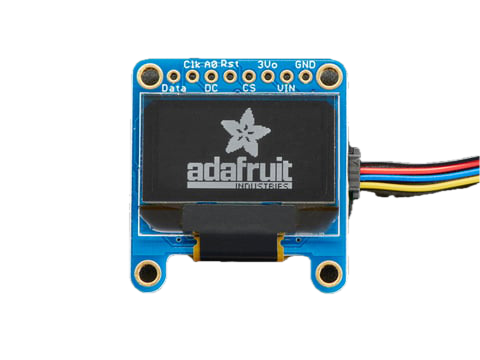 Clk A0 Rst 3Vo GND
Data DC CS VIN
adafruit
INDUSTRIES